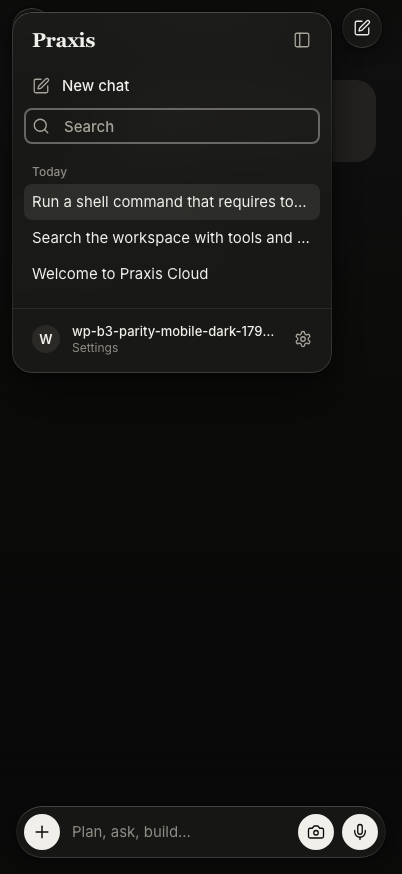 Praxis
New chat
Search
Today
Run a shell command that requires to...
Search the workspace with tools and ...
Welcome to Praxis Cloud
W
wp-b3-parity-mobile-dark-179...
Settings
Plan, ask, build...